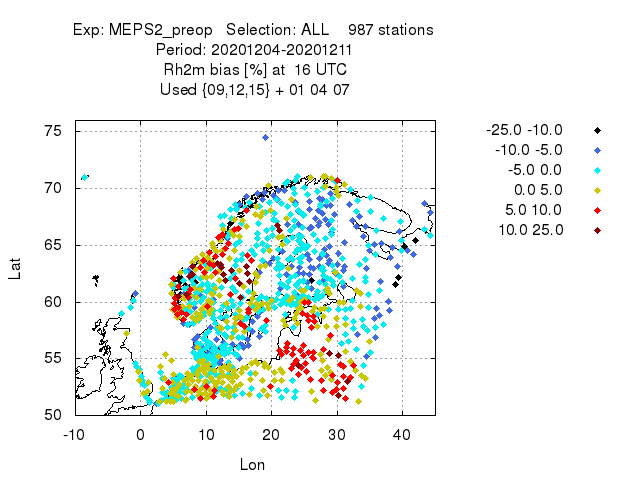 Exp: MEPS2_preop   Selection: ALL    987 stations
Period: 20201204-20201211
Rh2m bias [%] at  16 UTC
Used {09,12,15} + 01 04 07
-25.0 -10.0
-10.0 -5.0
-5.0 0.0
0.0 5.0
5.0 10.0
10.0 25.0
75
70
65
60
55
50
Lat
-10 0 10 20 30 40
Lon